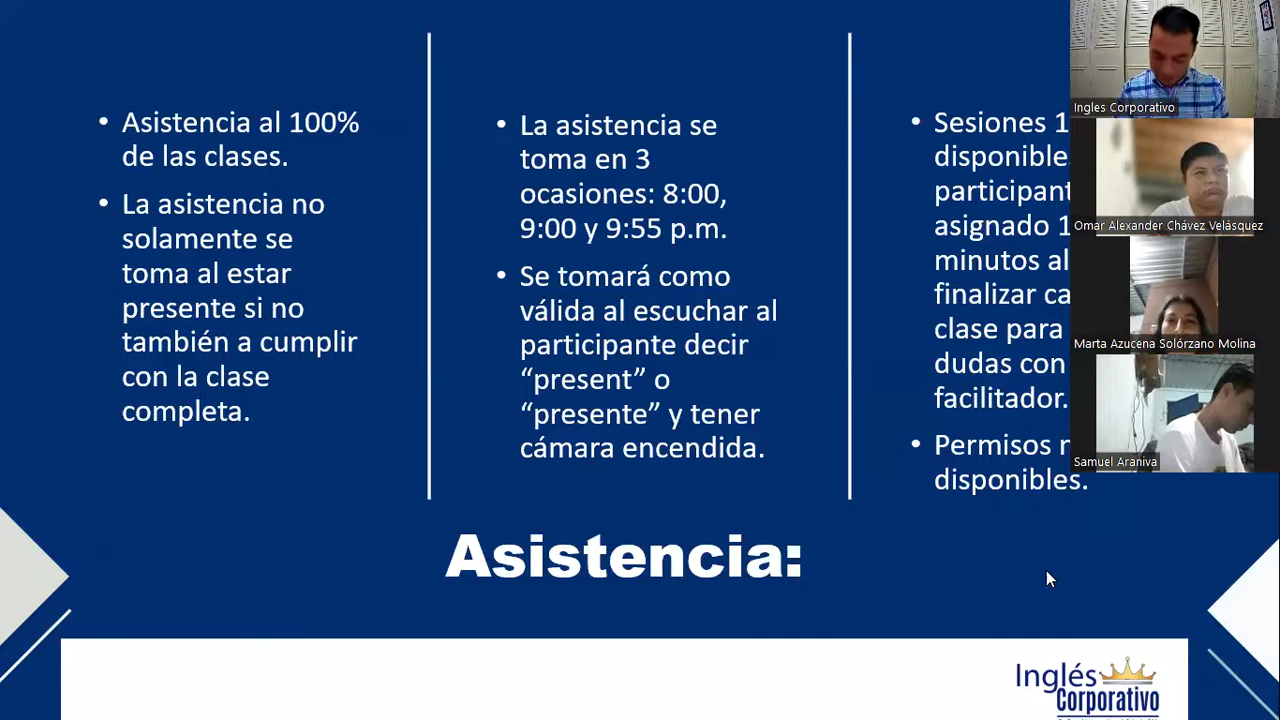 • Asistencia al 100%
de las clases.
• La asistencia no
solamente se
toma al estar
presente si no
también a cumplir
con la clase
completa.
• La asistencia se
toma en 3
ocasiones: 8:00,
9:00 y 9:55 p.m.
• Se tomará como
válida al escuchar al
participante decir
“present” o
“presente” y tener
cámara encendida.
• Sesiones 1
disponible
participant
asignado 1
minutos al
finalizar ca
clase para
dudas con
facilitador.
• Permisos n
disponibles.
Asistencia:
Inglés
Corporativo
Ingles Corporativo
Omar Alexander Chávez Velásquez
Marta Azucena Solórzano Molina
Samuel Araniva